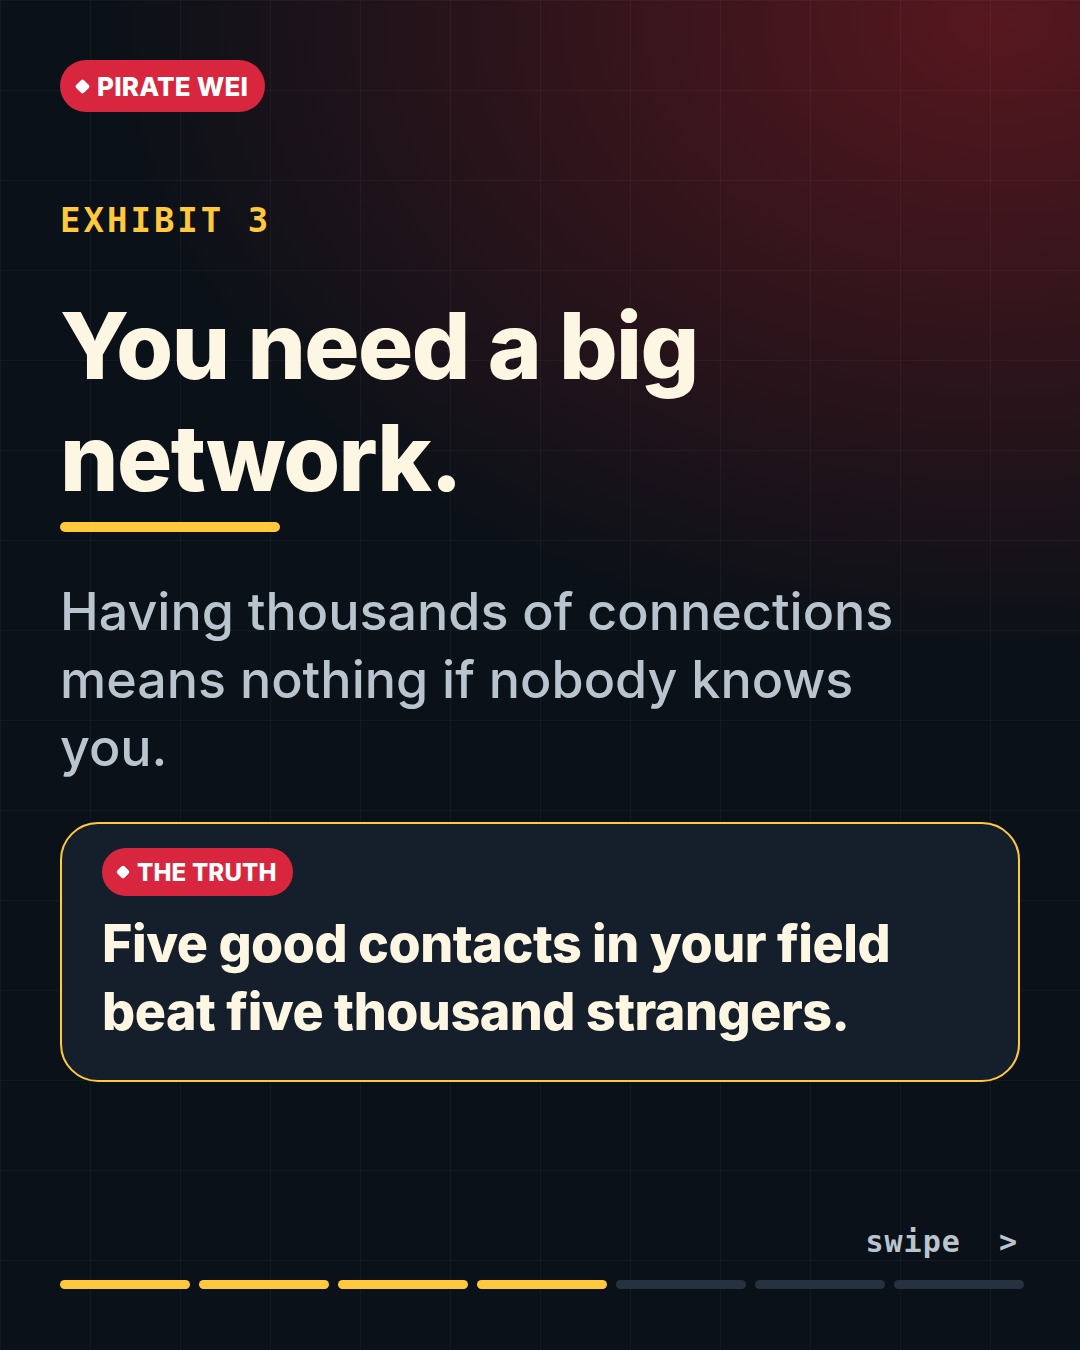 PIRATE WEI
EXHIBIT 3
You need a big
network.
Having thousands of connections
means nothing if nobody knows
you.
THE TRUTH
Five good contacts in your field
beat five thousand strangers.
swipe >